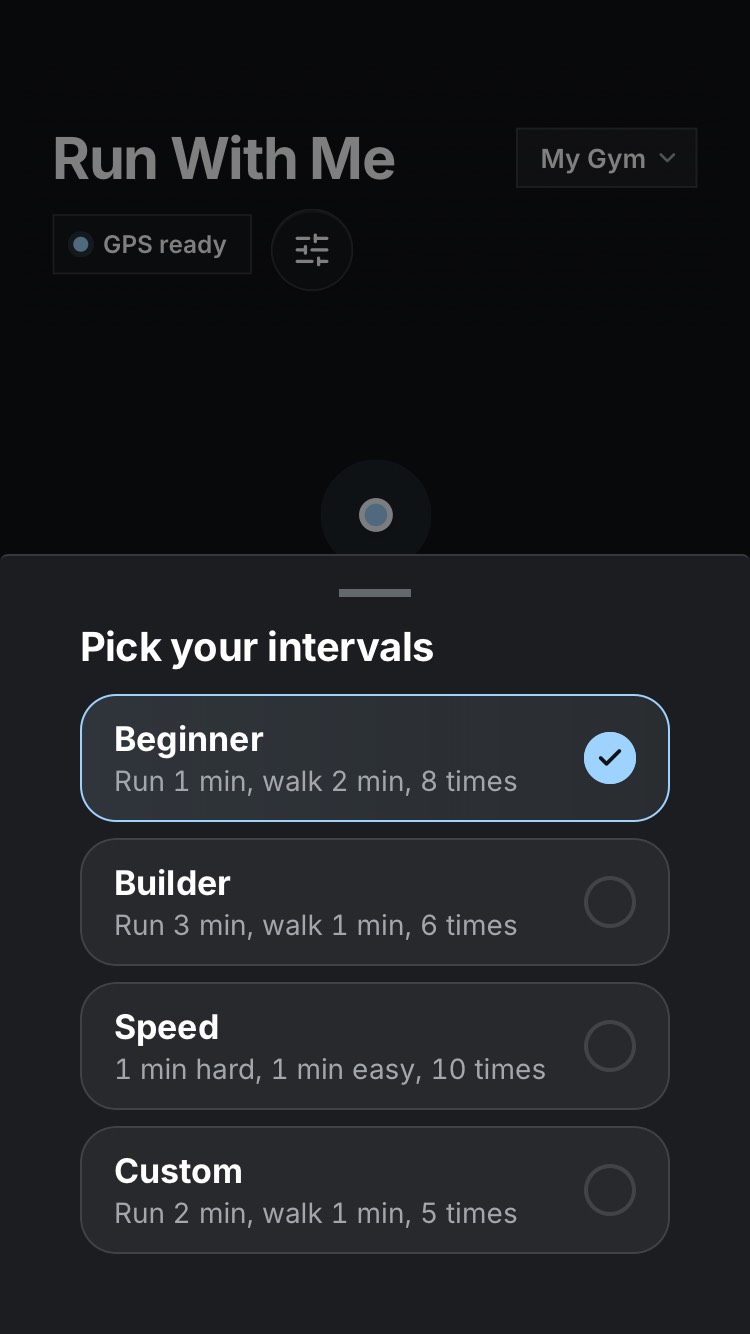 Run With Me
My Gym
GPS ready
Pick your intervals
Beginner
Run 1 min, walk 2 min, 8 times
Builder
Run 3 min, walk 1 min, 6 times
Speed
1 min hard, 1 min easy, 10 times
Custom
Run 2 min, walk 1 min, 5 times